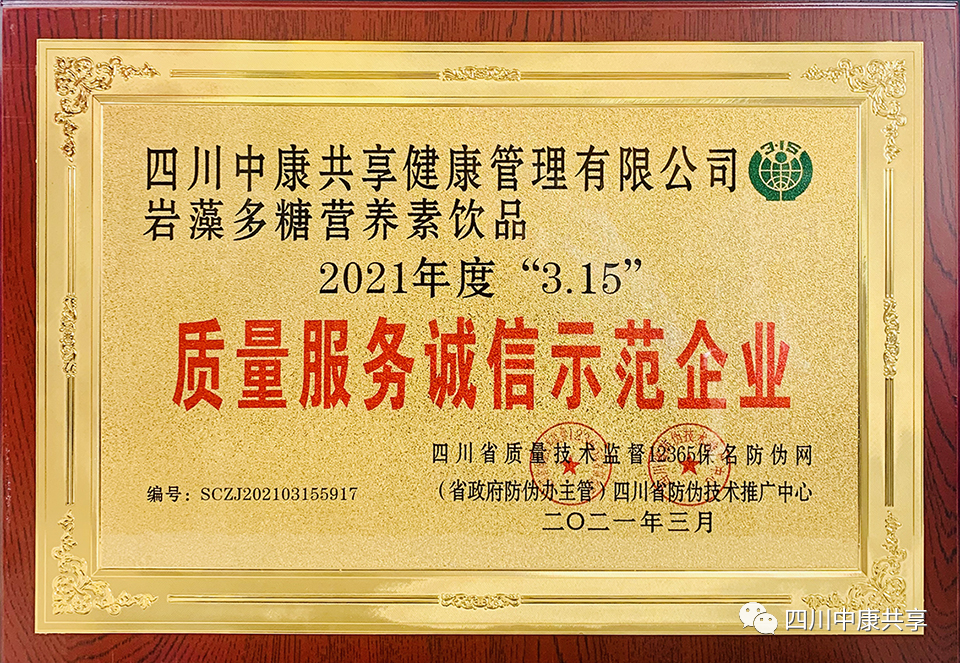 四川中康共享健康管理有限公司
3·15
岩藻多糖营养素饮品
2021年度“3.15”
质量服务诚信示范企业
四川省质量技术监督12365保名防伪网
编号：SCZJ202103155917
（省政府防伪办主管）四川省防伪技术推广中心
二〇二一年三月
四川中康共享